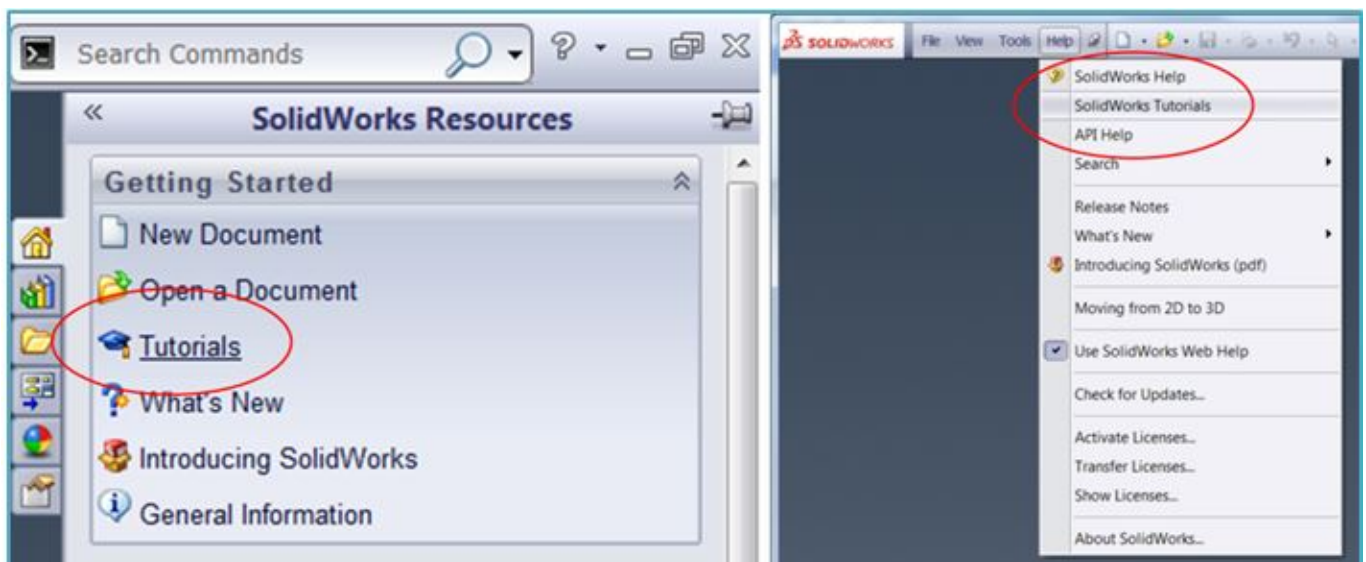 Search Commands
«
SolidWorks Resources
Getting Started
New Document
Open a Document
Tutorials
What's New
Introducing SolidWorks
General Information
SOLIDWORKS File View Tools Help
SolidWorks Help
SolidWorks Tutorials
API Help
Search
Release Notes
What's New
Introducing SolidWorks (pdf)
Moving from 2D to 3D
Use SolidWorks Web Help
Check for Updates...
Activate Licenses...
Transfer Licenses...
Show Licenses...
About SolidWorks...